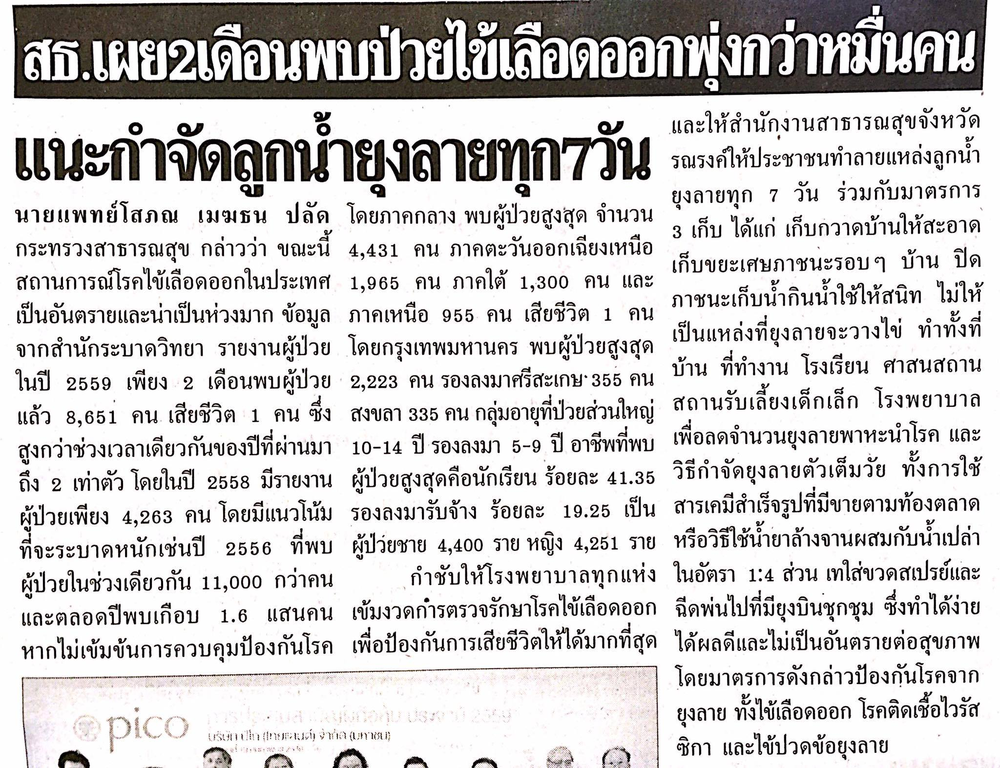 สธ.เผย2เดือนพบป่วยไข้เลือดออกพุ่งกว่าหมื่นคน
แนะกำจัดลูกน้ำยุงลายทุก7วัน
นายแพทย์โสภณ เมฆธน ปลัด
กระทรวงสาธารณสุข กล่าวว่า ขณะนี้
สถานการณ์โรคไข้เลือดออกในประเทศ
เป็นอันตรายและน่าเป็นห่วงมาก ข้อมูล
จากสำนักระบาดวิทยา รายงานผู้ป่วย
ในปี 2559 เพียง 2 เดือนพบผู้ป่วย
แล้ว 8,651 คน เสียชีวิต 1 คน ซึ่ง
สูงกว่าช่วงเวลาเดียวกันของปีที่ผ่านมา
ถึง 2 เท่าตัว โดยในปี 2558 มีรายงาน
ผู้ป่วยเพียง 4,263 คน โดยมีแนวโน้ม
ที่จะระบาดหนักเช่นปี 2556 ที่พบ
ผู้ป่วยในช่วงเดียวกัน 11,000 กว่าคน
และตลอดปีพบเกือบ 1.6 แสนคน
หากไม่เข้มข้นการควบคุมป้องกันโรค
โดยภาคกลาง พบผู้ป่วยสูงสุด จำนวน
4,431 คน ภาคตะวันออกเฉียงเหนือ
1,965 คน ภาคใต้ 1,300 คน และ
ภาคเหนือ 955 คน เสียชีวิต 1 คน
โดยกรุงเทพมหานคร พบผู้ป่วยสูงสุด
2,223 คน รองลงมาศรีสะเกษ 355 คน
สงขลา 335 คน กลุ่มอายุที่ป่วยส่วนใหญ่
10-14 ปี รองลงมา 5-9 ปี อาชีพที่พบ
ผู้ป่วยสูงสุดคือนักเรียน ร้อยละ 41.35
รองลงมารับจ้าง ร้อยละ 19.25 เป็น
ผู้ป่วยชาย 4,400 ราย หญิง 4,251 ราย
กำชับให้โรงพยาบาลทุกแห่ง
เข้มงวดการตรวจรักษาโรคไข้เลือดออก
เพื่อป้องกันการเสียชีวิตให้ได้มากที่สุด
และให้สำนักงานสาธารณสุขจังหวัด
รณรงค์ให้ประชาชนทำลายแหล่งลูกน้ำ
ยุงลายทุก 7 วัน ร่วมกับมาตรการ
3 เก็บ ได้แก่ เก็บกวาดบ้านให้สะอาด
เก็บขยะเศษภาชนะรอบๆ บ้าน ปิด
ภาชนะเก็บน้ำกินน้ำใช้ให้สนิท ไม่ให้
เป็นแหล่งที่ยุงลายจะวางไข่ ทำทั้งที่
บ้าน ที่ทำงาน โรงเรียน ศาสนสถาน
สถานรับเลี้ยงเด็กเล็ก โรงพยาบาล
เพื่อลดจำนวนยุงลายพาหะนำโรค และ
วิธีกำจัดยุงลายตัวเต็มวัย ทั้งการใช้
สารเคมีสำเร็จรูปที่มีขายตามท้องตลาด
หรือวิธีใช้น้ำยาล้างจานผสมกับน้ำเปล่า
ในอัตรา 1:4 ส่วน เทใส่ขวดสเปรย์และ
ฉีดพ่นไปที่มียุงบินชุกชุม ซึ่งทำได้ง่าย
ได้ผลดีและไม่เป็นอันตรายต่อสุขภาพ
โดยมาตรการดังกล่าวป้องกันโรคจาก
ยุงลาย ทั้งไข้เลือดออก โรคติดเชื้อไวรัส
ซิกา และไข้ปวดข้อยุงลาย
pico
ประจำปี 2559
บริษัท ปิโก (ไทยแลนด์) จำกัด (มหาชน)